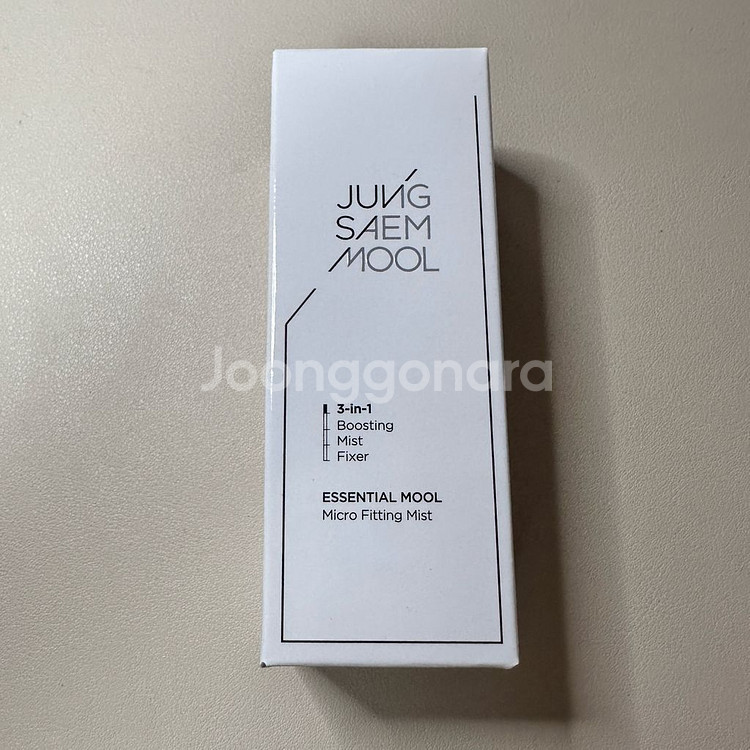 JUNG
SAEM
MOOL
Joonggonara
3-in-1
Boosting
Mist
Fixer
ESSENTIAL MOOL
Micro Fitting Mist